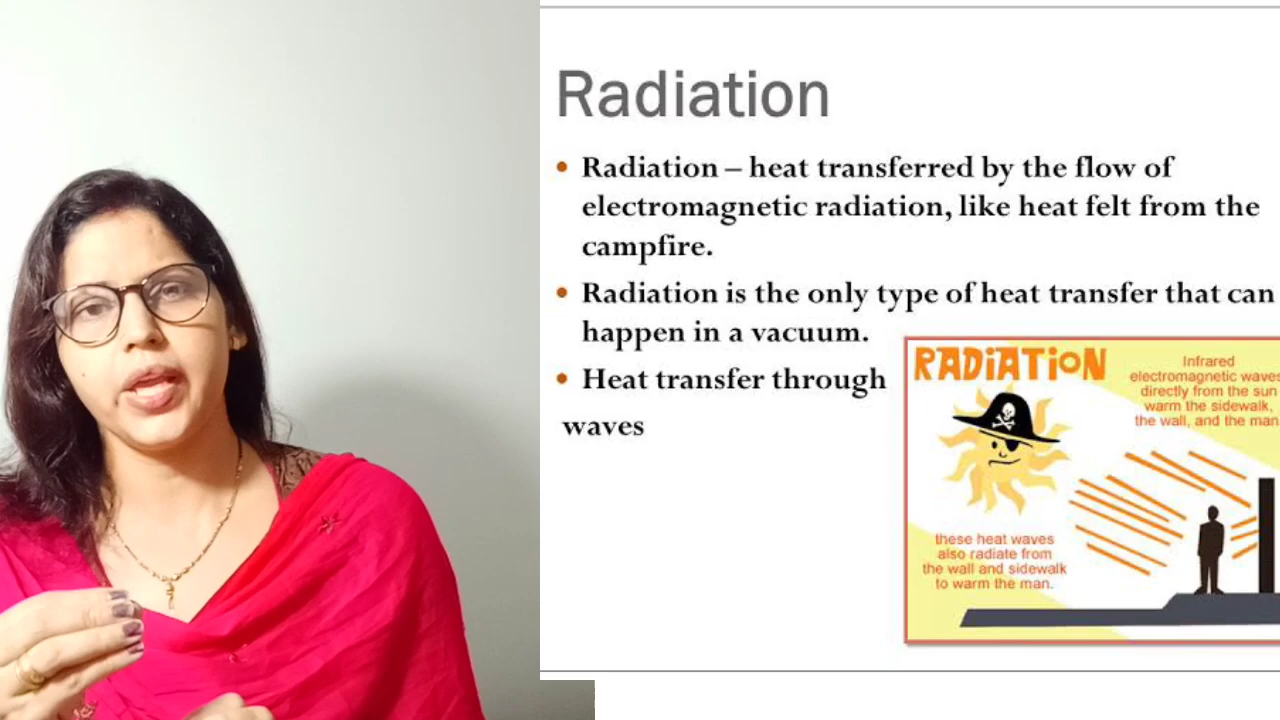 Radiation
• Radiation – heat transferred by the flow of
electromagnetic radiation, like heat felt from the
campfire.
• Radiation is the only type of heat transfer that can
happen in a vacuum.
• Heat transfer through
waves
RADIATION
Infrared
electromagnetic waves
directly from the sun
warm the sidewalk,
the wall, and the man.
these heat waves
also radiate from
the wall and sidewalk
to warm the man.